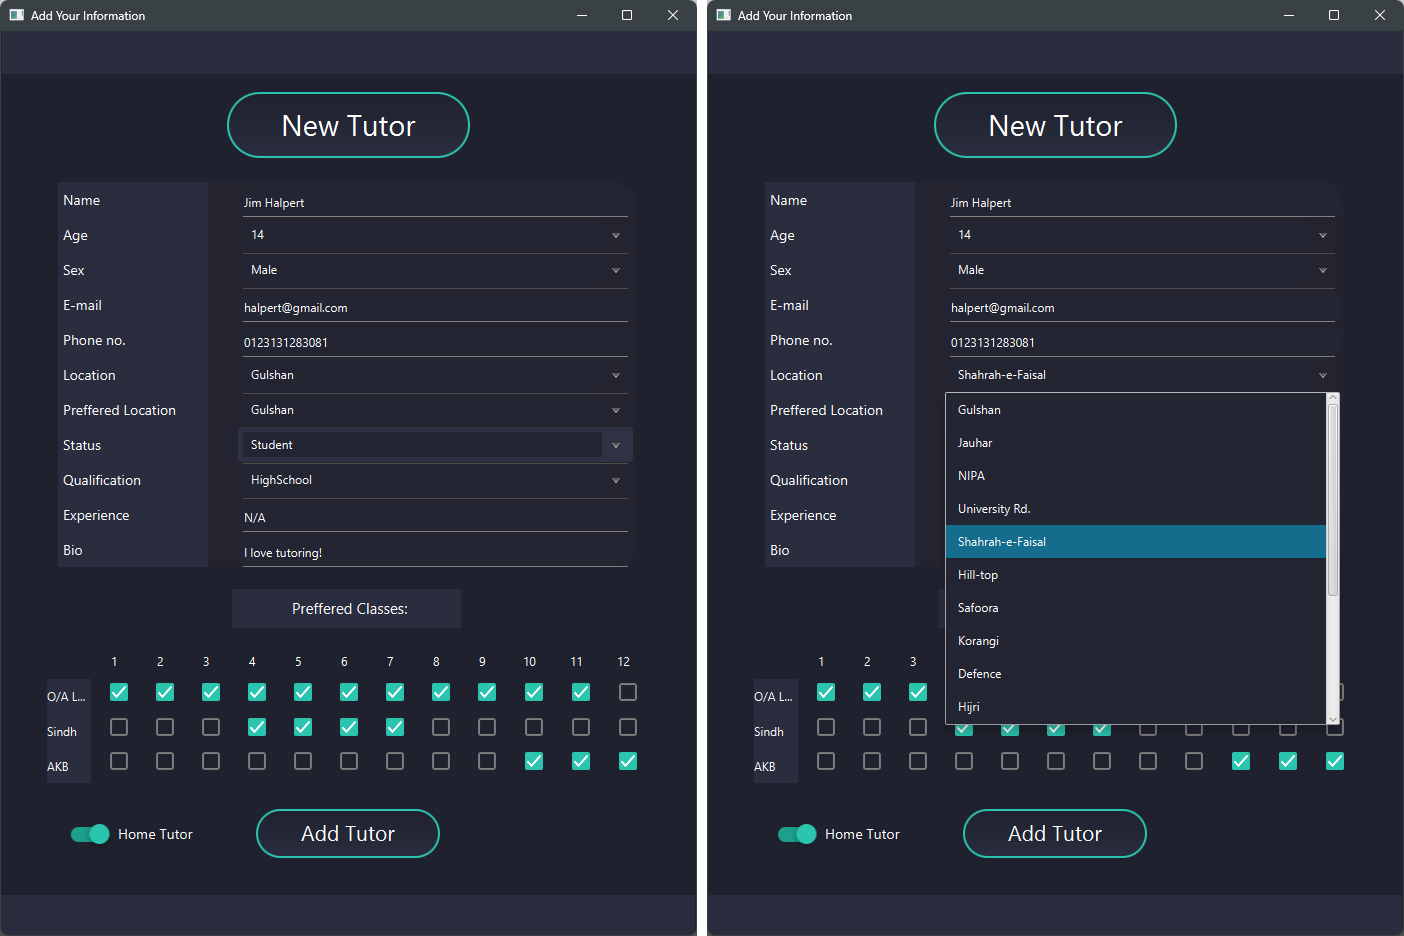 Add Your Information
New Tutor
Name Jim Halpert
Age 14
Sex Male
E-mail halpert@gmail.com
Phone no. 0123131283081
Location Gulshan
Preffered Location Gulshan
Status Student
Qualification HighSchool
Experience N/A
Bio I love tutoring!
Preffered Classes:
1 2 3 4 5 6 7 8 9 10 11 12
O/A L...
Sindh
AKB
Home Tutor
Add Tutor
Add Your Information
New Tutor
Name Jim Halpert
Age 14
Sex Male
E-mail halpert@gmail.com
Phone no. 0123131283081
Location Shahrah-e-Faisal
Preffered Location Gulshan
Jauhar
Status
NIPA
Qualification
University Rd.
Experience
Shahrah-e-Faisal
Bio
Hill-top
Safoora
Korangi
1 2 3
Defence
O/A L...
Hijri
Sindh
AKB
Home Tutor
Add Tutor